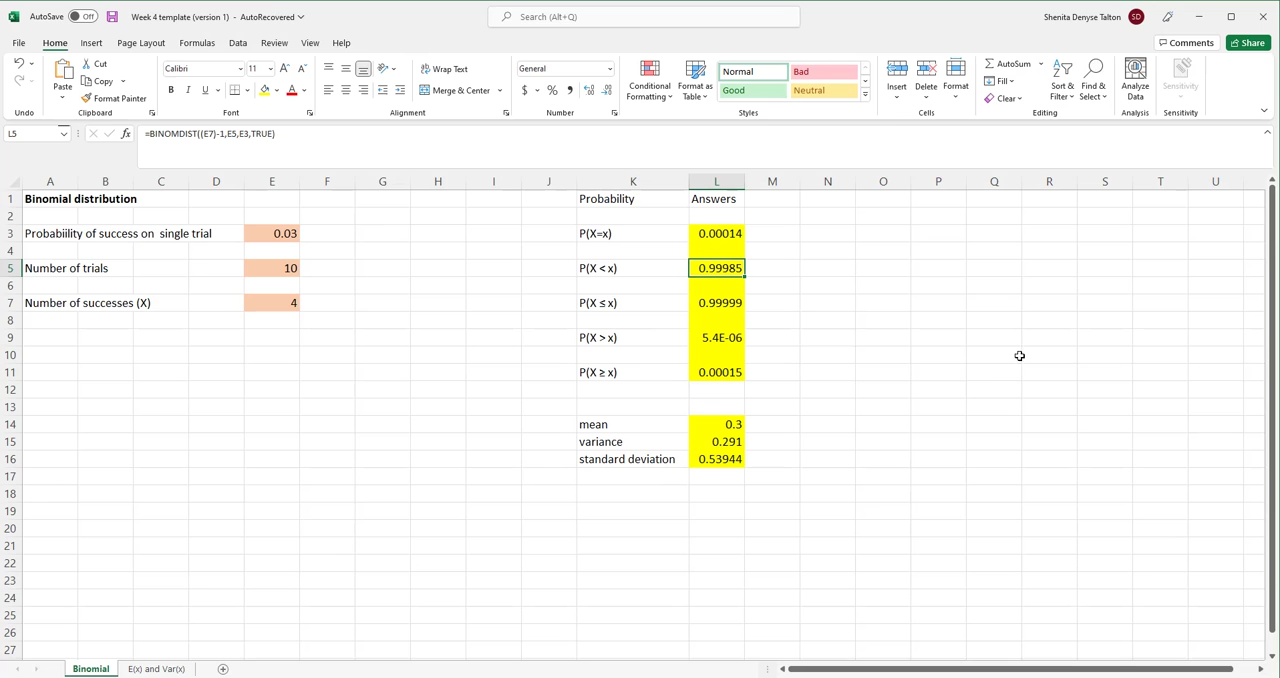 AutoSave Off Week 4 template (version 1) - AutoRecovered Search (Alt+Q) Shenita Denyse Talton SD
File Home Insert Page Layout Formulas Data Review View Help Comments Share
Cut
Copy
Format Painter
Paste
Undo Clipboard
Calibri 11 A A
B I U A
Font
Wrap Text
Merge & Center
Alignment
General
$ % 9
Number
Conditional Formatting
Format as Table
Normal Bad
Good Neutral
Styles
Insert Delete Format
Cells
AutoSum
Fill
Clear
Sort & Filter
Find & Select
Editing
Analyze Data
Analysis
Sensitivity
Sensitivity
L5 fx =BINOMDIST((E7)-1,E5,E3,TRUE)
A B C D E F G H I J K L M N O P Q R S T U
1 Binomial distribution Probability Answers
2
3 Probabiility of success on single trial 0.03 P(X=x) 0.00014
4
5 Number of trials 10 P(X < x) 0.99985
6
7 Number of successes (X) 4 P(X ≤ x) 0.99999
8
9 P(X > x) 5.4E-06
10
11 P(X ≥ x) 0.00015
12
13
14 mean 0.3
15 variance 0.291
16 standard deviation 0.53944
17
18
19
20
21
22
23
24
25
26
27
Binomial E(x) and Var(x)